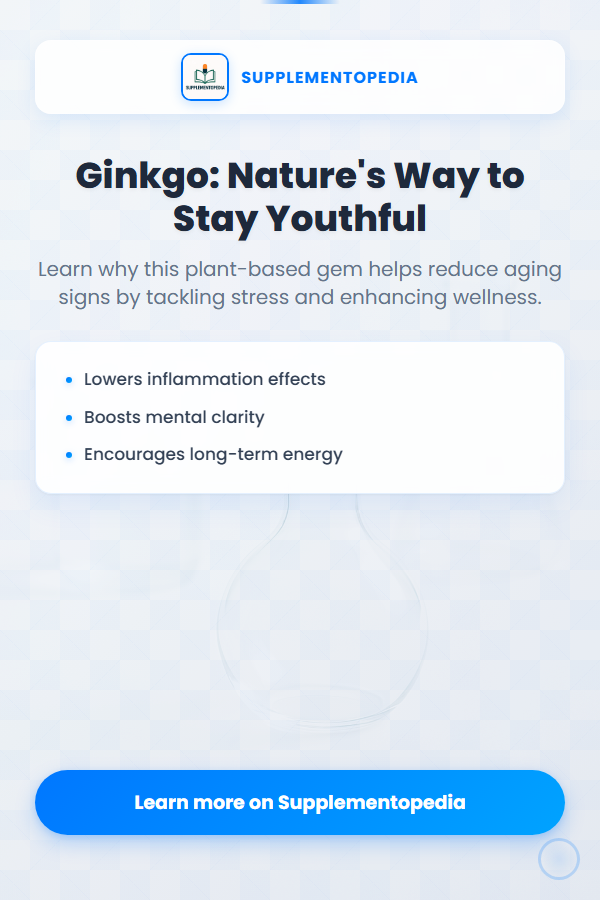 SUPPLEMENTOPEDIA
SUPPLEMENTOPEDIA
Ginkgo: Nature's Way to
Stay Youthful
Learn why this plant-based gem helps reduce aging
signs by tackling stress and enhancing wellness.
Lowers inflammation effects
Boosts mental clarity
Encourages long-term energy
Learn more on Supplementopedia